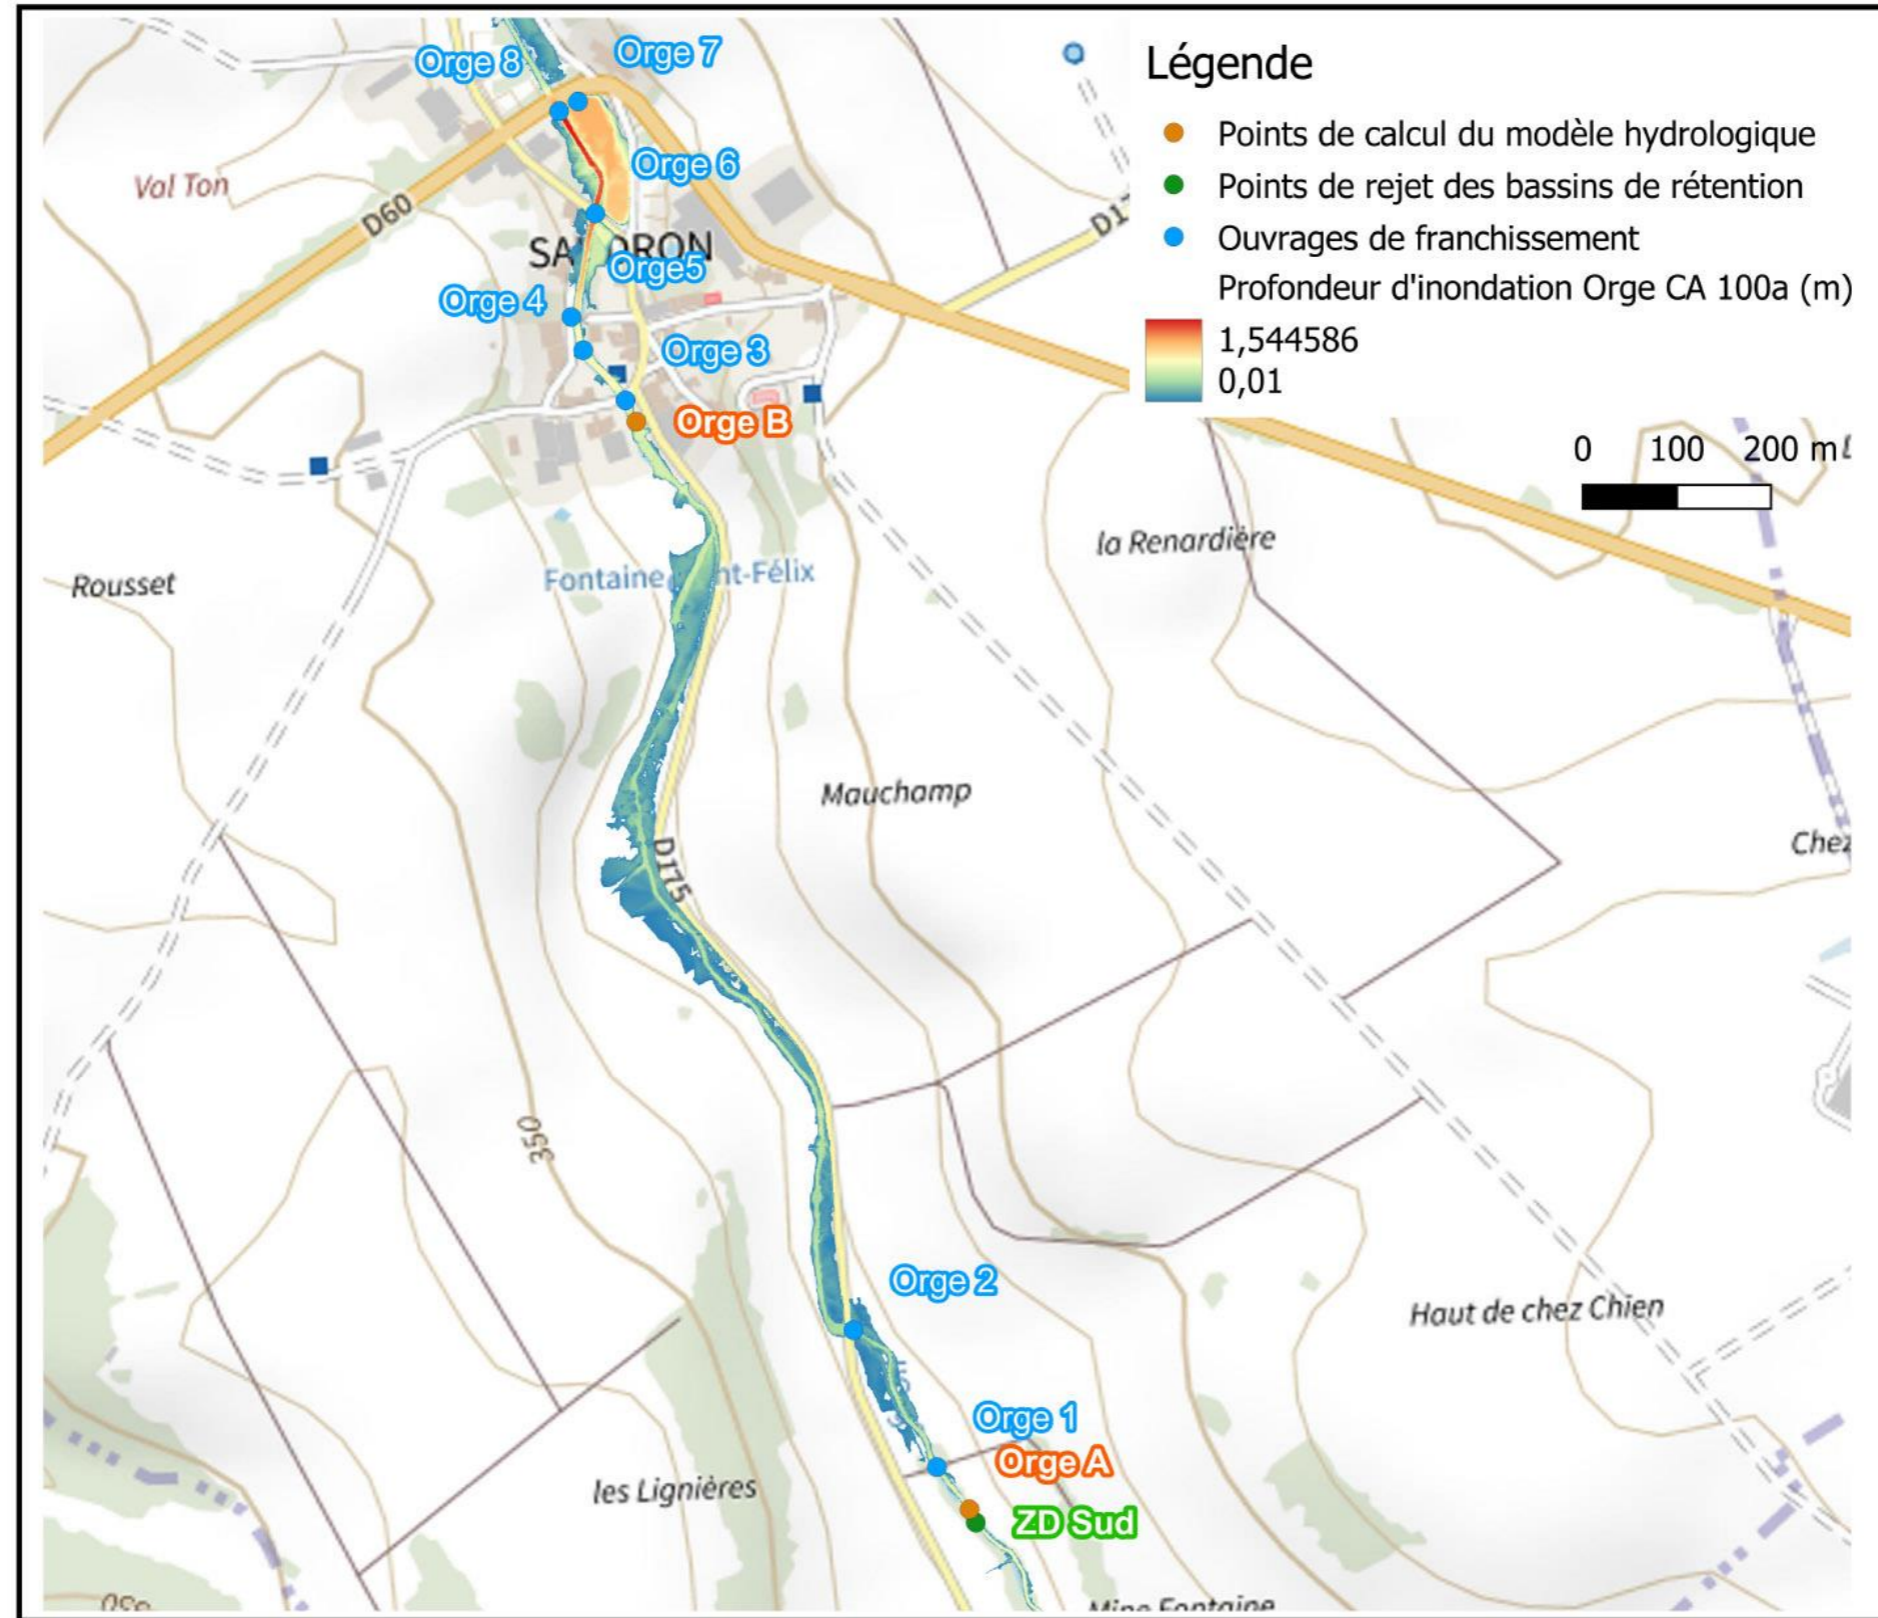 Légende
Points de calcul du modèle hydrologique
Points de rejet des bassins de rétention
Ouvrages de franchissement
Profondeur d'inondation Orge CA 100a (m)
1,544586
0,01
0 100 200 m
Orge 8
Orge 7
Val Ton
D60
Orge 6
Orge5
Orge 4
Orge 3
Orge B
la Renardière
Rousset
Mauchamp
D175
350
Orge 2
Haut de chez Chien
Orge 1
Orge A
les Lignières
ZD Sud